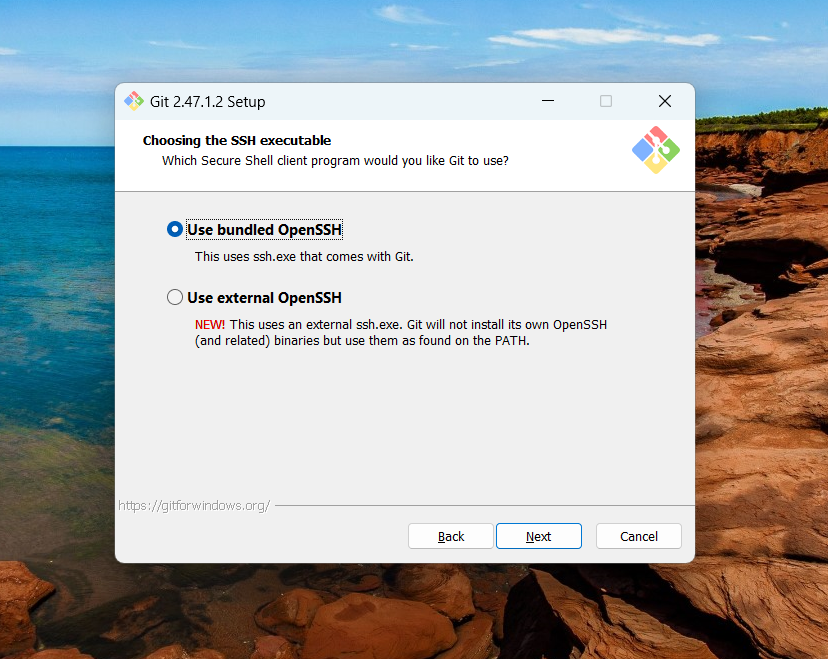 Git 2.47.1.2 Setup
Choosing the SSH executable
Which Secure Shell client program would you like Git to use?
Use bundled OpenSSH
This uses ssh.exe that comes with Git.
Use external OpenSSH
NEW! This uses an external ssh.exe. Git will not install its own OpenSSH
(and related) binaries but use them as found on the PATH.
https://gitforwindows.org/
Back Next Cancel